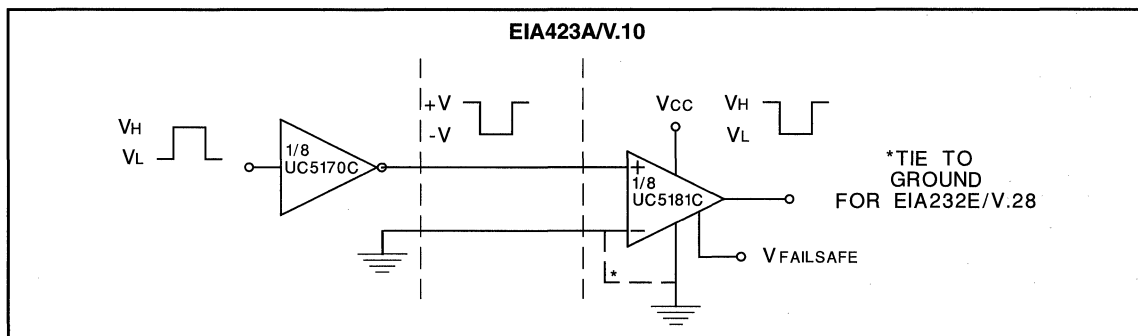 EIA423A/V.10
VH
VL
1/8
UC5170C
+V
-V
VCC
VH
VL
+
1/8
UC5181C
-
VFAILSAFE
*
*TIE TO
GROUND
FOR EIA232E/V.28